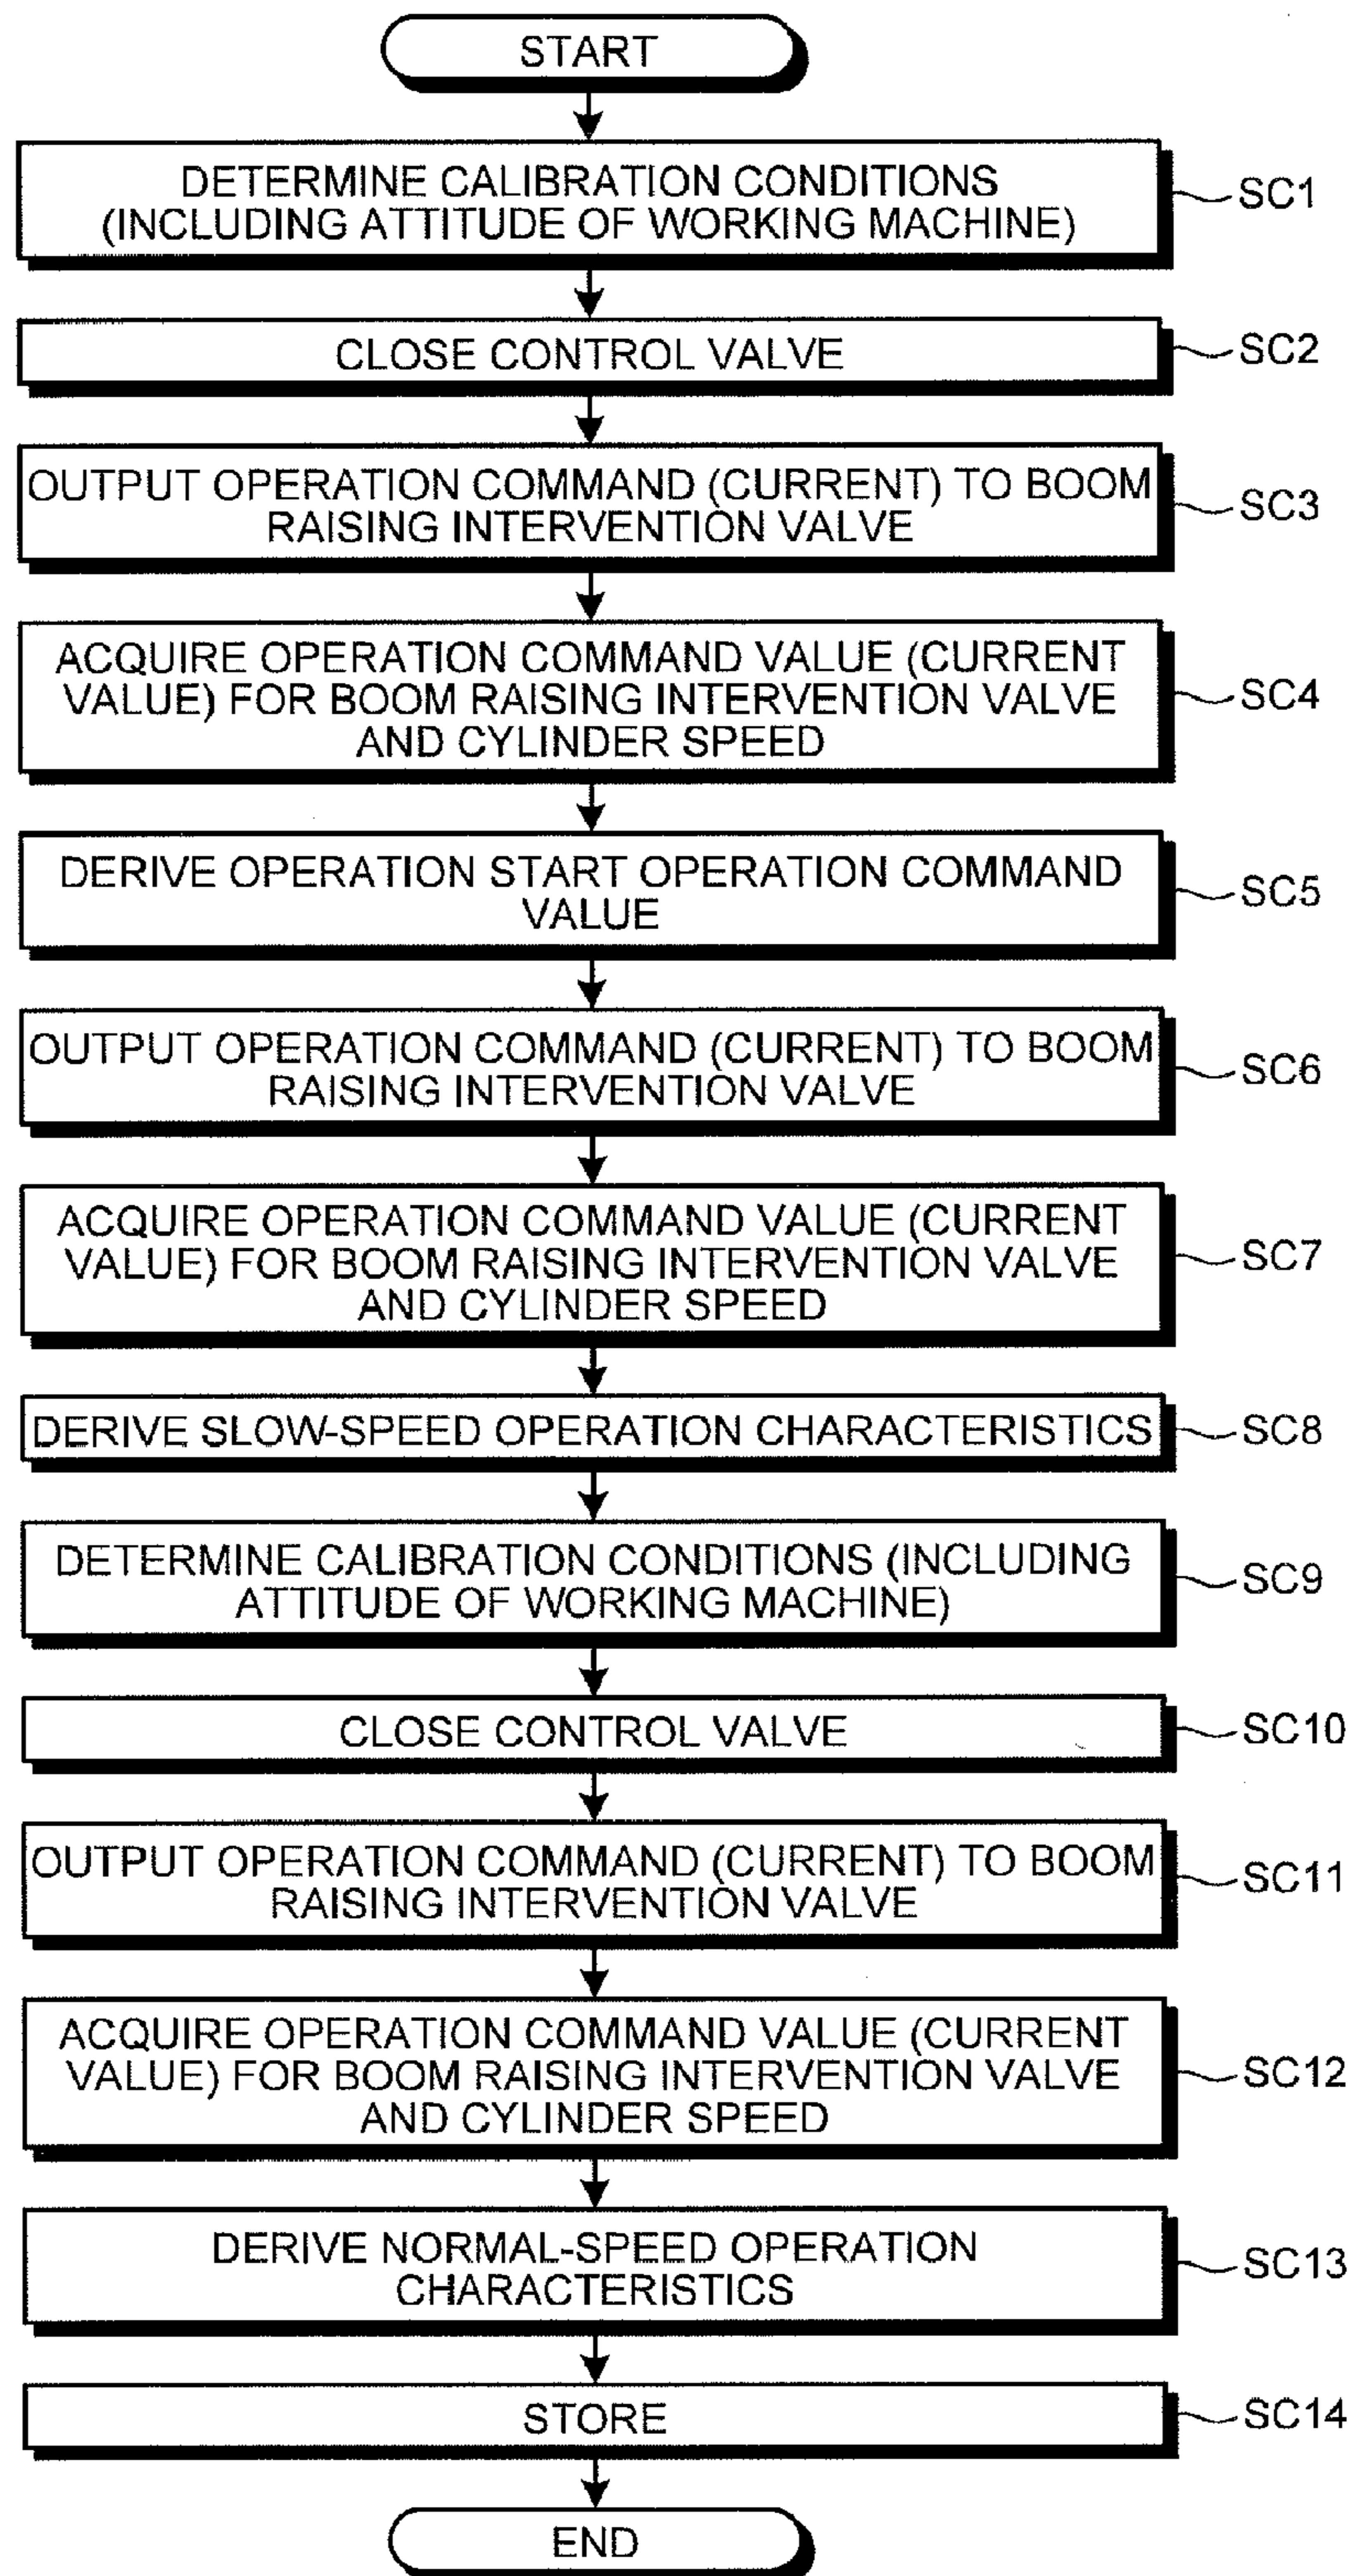 START
DETERMINE CALIBRATION CONDITIONS
(INCLUDING ATTITUDE OF WORKING MACHINE)
SC1
CLOSE CONTROL VALVE
SC2
OUTPUT OPERATION COMMAND (CURRENT) TO BOOM
RAISING INTERVENTION VALVE
SC3
ACQUIRE OPERATION COMMAND VALUE (CURRENT
VALUE) FOR BOOM RAISING INTERVENTION VALVE
AND CYLINDER SPEED
SC4
DERIVE OPERATION START OPERATION COMMAND
VALUE
SC5
OUTPUT OPERATION COMMAND (CURRENT) TO BOOM
RAISING INTERVENTION VALVE
SC6
ACQUIRE OPERATION COMMAND VALUE (CURRENT
VALUE) FOR BOOM RAISING INTERVENTION VALVE
AND CYLINDER SPEED
SC7
DERIVE SLOW-SPEED OPERATION CHARACTERISTICS
SC8
DETERMINE CALIBRATION CONDITIONS (INCLUDING
ATTITUDE OF WORKING MACHINE)
SC9
CLOSE CONTROL VALVE
SC10
OUTPUT OPERATION COMMAND (CURRENT) TO BOOM
RAISING INTERVENTION VALVE
SC11
ACQUIRE OPERATION COMMAND VALUE (CURRENT
VALUE) FOR BOOM RAISING INTERVENTION VALVE
AND CYLINDER SPEED
SC12
DERIVE NORMAL-SPEED OPERATION
CHARACTERISTICS
SC13
STORE
SC14
END